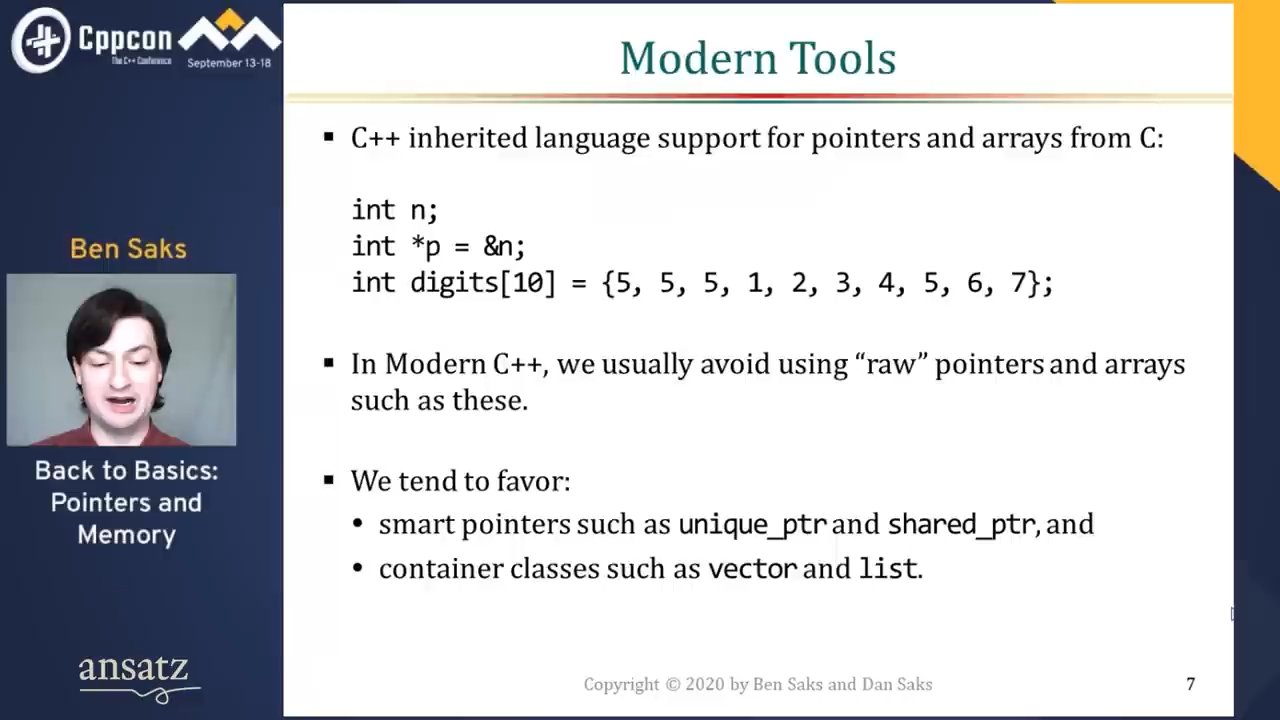 Cppcon
The C++ Conference
September 13-18
Ben Saks
Back to Basics:
Pointers and
Memory
ansatz
Modern Tools
▪ C++ inherited language support for pointers and arrays from C:
int n;
int *p = &n;
int digits[10] = {5, 5, 5, 1, 2, 3, 4, 5, 6, 7};
▪ In Modern C++, we usually avoid using “raw” pointers and arrays
such as these.
▪ We tend to favor:
• smart pointers such as unique_ptr and shared_ptr, and
• container classes such as vector and list.
Copyright © 2020 by Ben Saks and Dan Saks
7